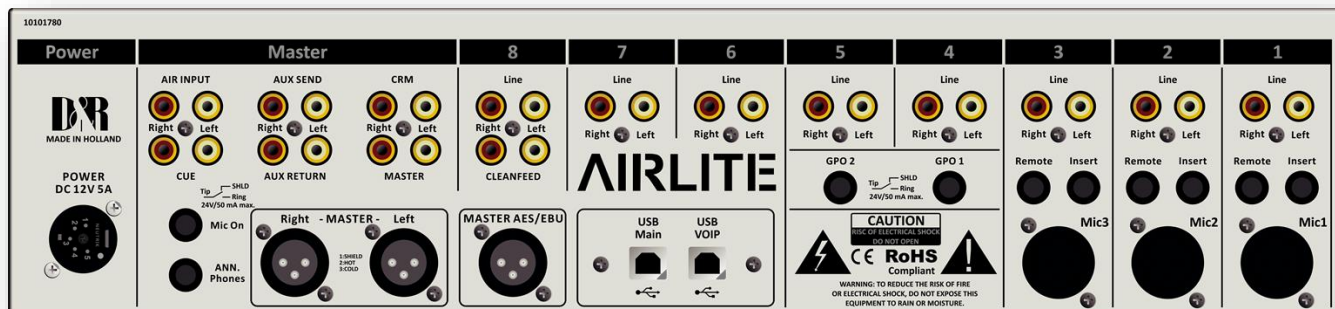 10101780
Power
Master
8
7
6
5
4
3
2
1
D&R
MADE IN HOLLAND
POWER
DC 12V 5A
AIR INPUT
Right Left
CUE
AUX SEND
Right Left
AUX RETURN
CRM
Right Left
MASTER
Tip
SHLD
Ring
24V/50 mA max.
Mic On
ANN.
Phones
Right - MASTER - Left
1:SHIELD
2:HOT
3:COLD
Line
Right Left
CLEANFEED
MASTER AES/EBU
Line
Right Left
Line
Right Left
AIRLITE
USB
Main
USB
VOIP
Line
Right Left
Line
Right Left
GPO 2
GPO 1
Tip
SHLD
Ring
24V/50 mA max.
CAUTION
RISC OF ELECTRICAL SHOCK
DO NOT OPEN
CE RoHS
Compliant
WARNING: TO REDUCE THE RISK OF FIRE
OR ELECTRICAL SHOCK, DO NOT EXPOSE THIS
EQUIPMENT TO RAIN OR MOISTURE.
Line
Right Left
Remote Insert
Mic3
Line
Right Left
Remote Insert
Mic2
Line
Right Left
Remote Insert
Mic1